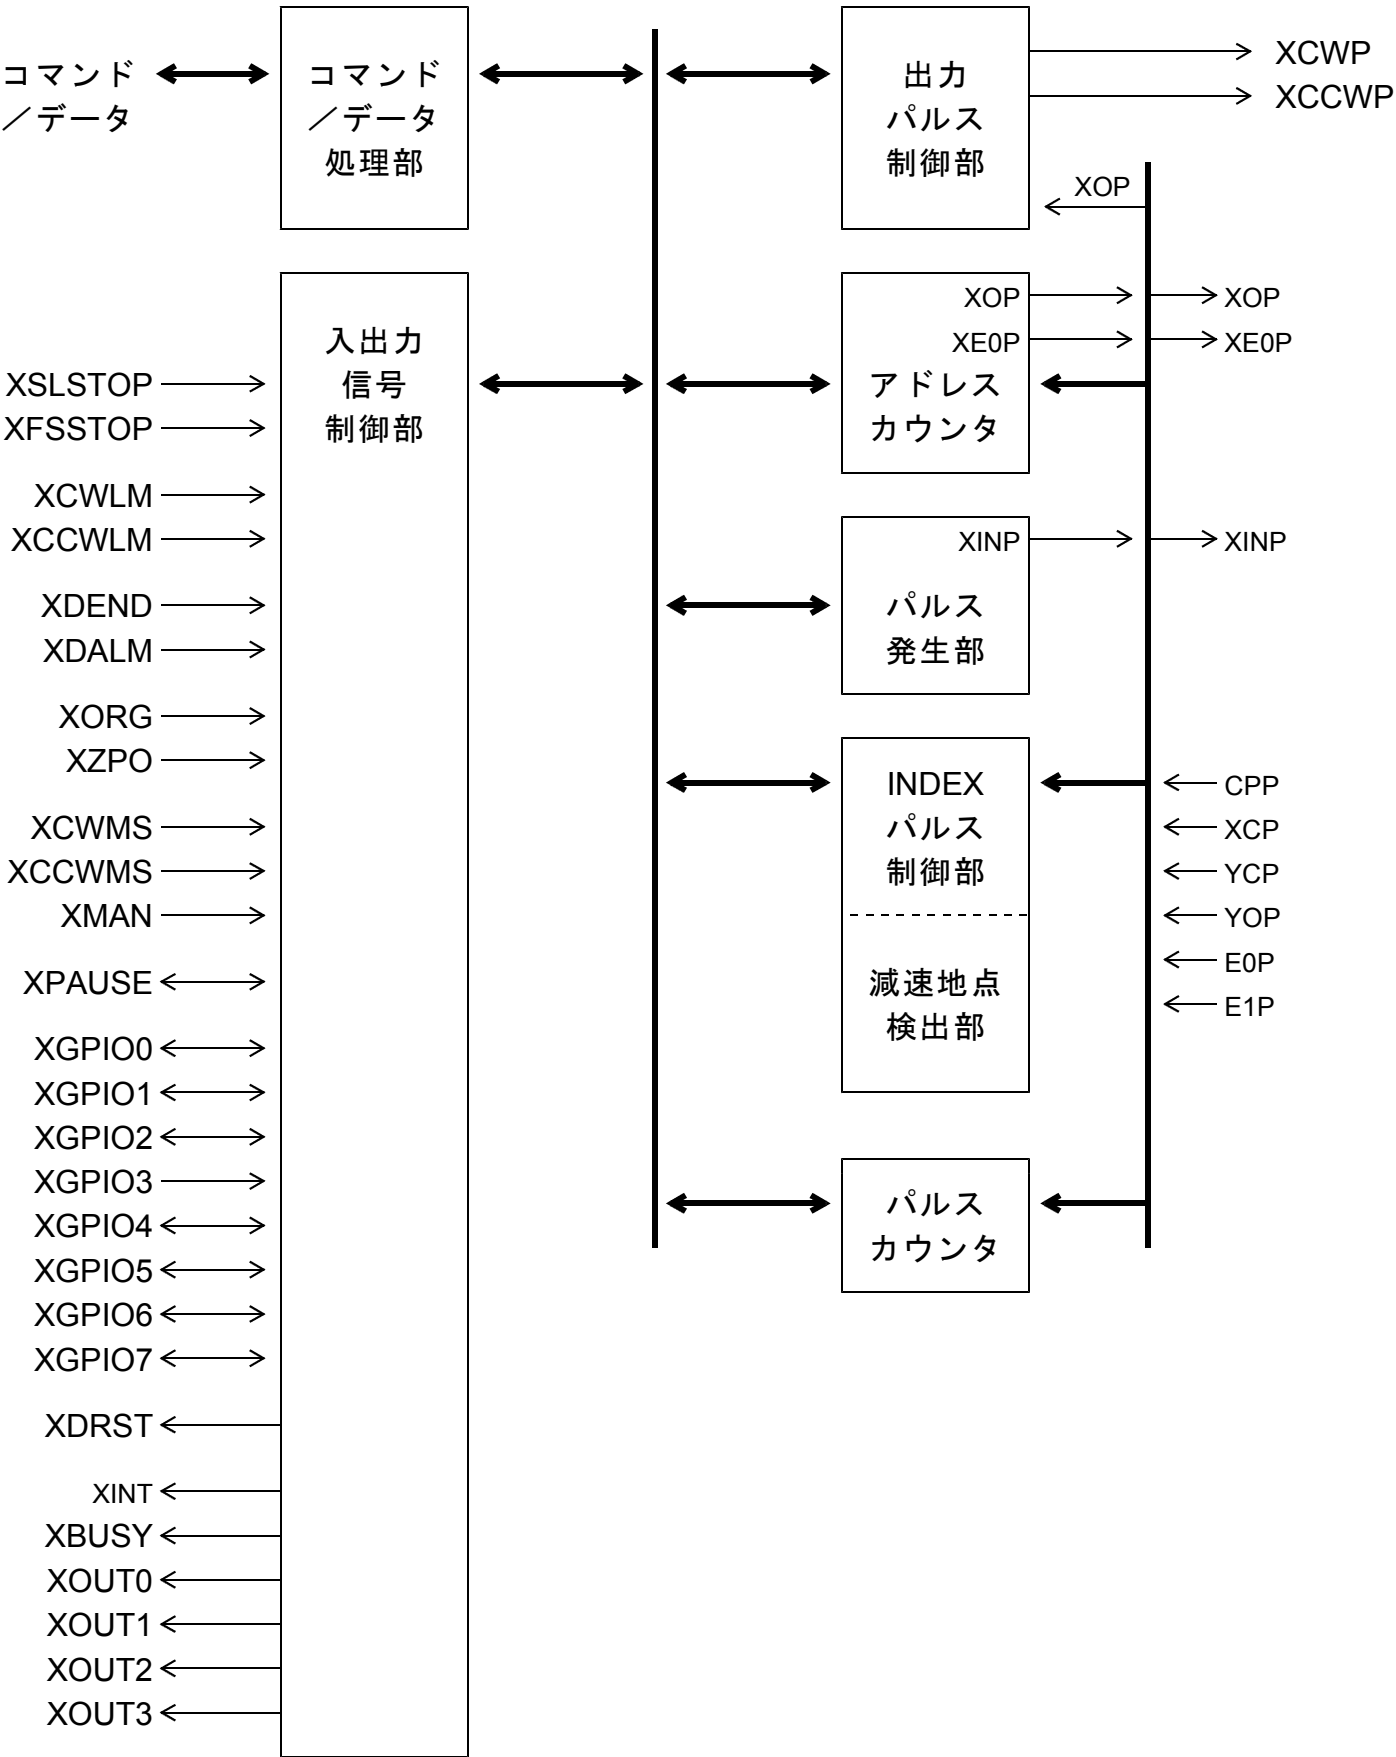 コマンド
／データ
コマンド
／データ
処理部
出力
パルス
制御部
XCWP
XCCWP
XOP
入出力
信号
制御部
XSLSTOP
XFSSTOP
XCWLM
XCCWLM
XDEND
XDALM
XORG
XZPO
XCWMS
XCCWMS
XMAN
XPAUSE
XGPIO0
XGPIO1
XGPIO2
XGPIO3
XGPIO4
XGPIO5
XGPIO6
XGPIO7
XDRST
XINT
XBUSY
XOUT0
XOUT1
XOUT2
XOUT3
XOP
XE0P
アドレス
カウンタ
XOP
XE0P
XINP
パルス
発生部
XINP
INDEX
パルス
制御部
減速地点
検出部
CPP
XCP
YCP
YOP
E0P
E1P
パルス
カウンタ